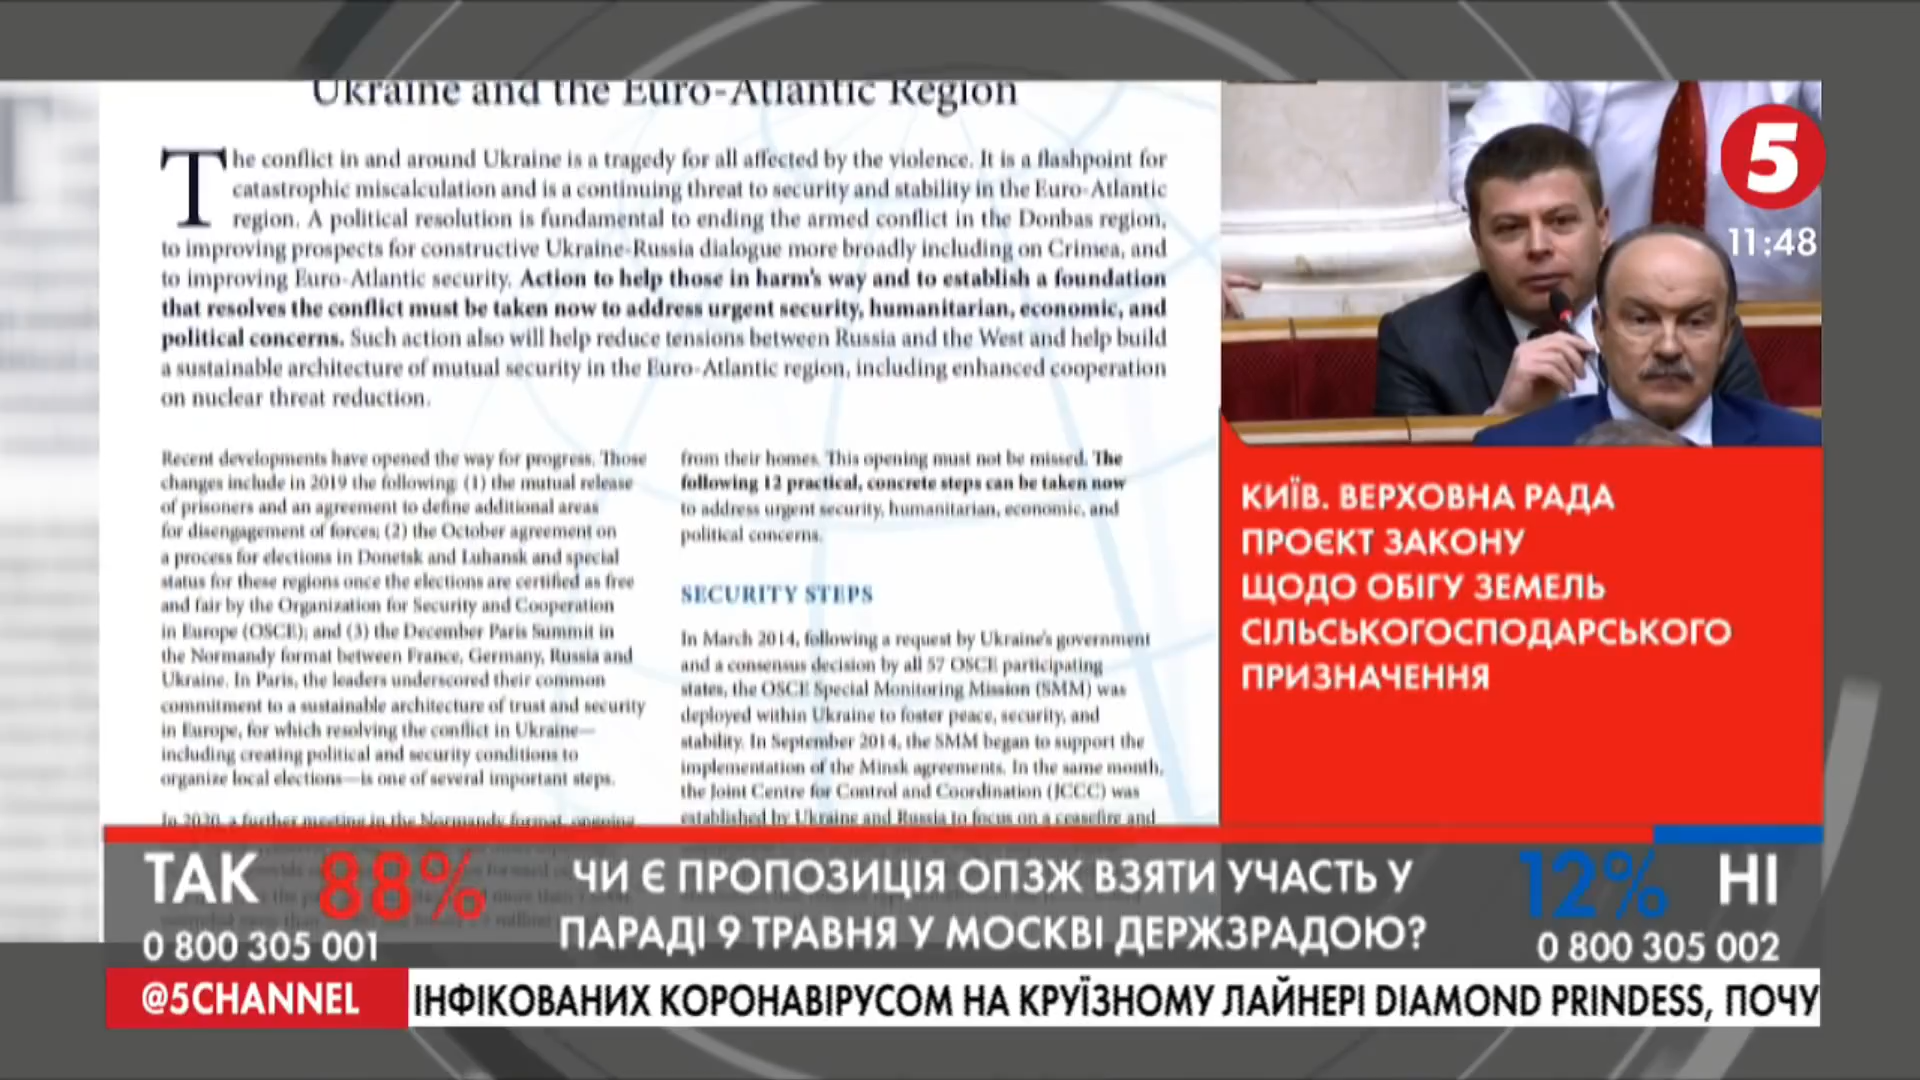 Ukraine and the Euro-Atlantic Region
The conflict in and around Ukraine is a tragedy for all affected by the violence. It is a flashpoint for
catastrophic miscalculation and is a continuing threat to security and stability in the Euro-Atlantic
region. A political resolution is fundamental to ending the armed conflict in the Donbas region,
to improving prospects for constructive Ukraine-Russia dialogue more broadly including on Crimea, and
to improving Euro-Atlantic security. Action to help those in harm's way and to establish a foundation
that resolves the conflict must be taken now to address urgent security, humanitarian, economic, and
political concerns. Such action also will help reduce tensions between Russia and the West and help build
a sustainable architecture of mutual security in the Euro-Atlantic region, including enhanced cooperation
on nuclear threat reduction.
Recent developments have opened the way for progress. Those
changes include in 2019 the following: (1) the mutual release
of prisoners and an agreement to define additional areas
for disengagement of forces; (2) the October agreement on
a process for elections in Donetsk and Luhansk and special
status for these regions once the elections are certified as free
and fair by the Organization for Security and Cooperation
in Europe (OSCE); and (3) the December Paris Summit in
the Normandy format between France, Germany, Russia and
Ukraine. In Paris, the leaders underscored their common
commitment to a sustainable architecture of trust and security
in Europe, for which resolving the conflict in Ukraine—
including creating political and security conditions to
organize local elections—is one of several important steps.
In 2020, a further meeting in the Normandy format, ongoing
from their homes. This opening must not be missed. The
following 12 practical, concrete steps can be taken now
to address urgent security, humanitarian, economic, and
political concerns.
SECURITY STEPS
In March 2014, following a request by Ukraine's government
and a consensus decision by all 57 OSCE participating
states, the OSCE Special Monitoring Mission (SMM) was
deployed within Ukraine to foster peace, security, and
stability. In September 2014, the SMM began to support the
implementation of the Minsk agreements. In the same month,
the Joint Centre for Control and Coordination (JCCC) was
established by Ukraine and Russia to focus on a ceasefire and
5
11:48
КИЇВ. ВЕРХОВНА РАДА
ПРОЄКТ ЗАКОНУ
ЩОДО ОБІГУ ЗЕМЕЛЬ
СІЛЬСЬКОГОСПОДАРСЬКОГО
ПРИЗНАЧЕННЯ
ТАК 88%
0 800 305 001
ЧИ Є ПРОПОЗИЦІЯ ОПЗЖ ВЗЯТИ УЧАСТЬ У
ПАРАДІ 9 ТРАВНЯ У МОСКВІ ДЕРЖЗРАДОЮ?
12% НІ
0 800 305 002
@5CHANNEL
ІНФІКОВАНИХ КОРОНАВІРУСОМ НА КРУЇЗНОМУ ЛАЙНЕРІ DIAMOND PRINDESS, ПОЧУ